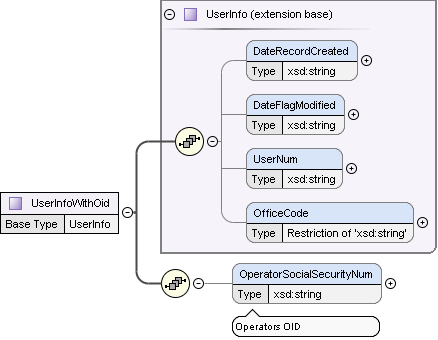 UserInfo (extension base)
DateRecordCreated
Type xsd:string
DateFlagModified
Type xsd:string
UserNum
Type xsd:string
OfficeCode
Type Restriction of 'xsd:string'
UserInfoWithOid
Base Type UserInfo
OperatorSocialSecurityNum
Type xsd:string
Operators OID